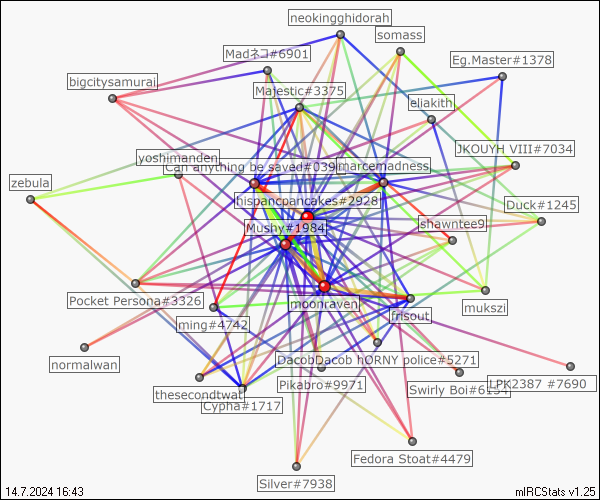 neokingghidorah
somass
Madネコ#6901
Eg.Master#1378
bigcitysamurai
Majestic#3375
eliakith
JKOUYH VIII#7034
yoshimanden
Can anything be saved#039
marcemadness
zebula
hispancpancakes#2928
Duck#1245
shawntee9
Mushy#1984
Pocket Persona#3326
moonraven
mukszi
ming#4742
frisout
normalwan
DacobDacob
hORNY police#5271
Pikabro#9971
thesecondtwat
Swirly Boi#6134
LPK2387 #7690
Cypha#1717
Fedora Stoat#4479
Silver#7938
14.7.2024 16:43
mIRCStats v1.25